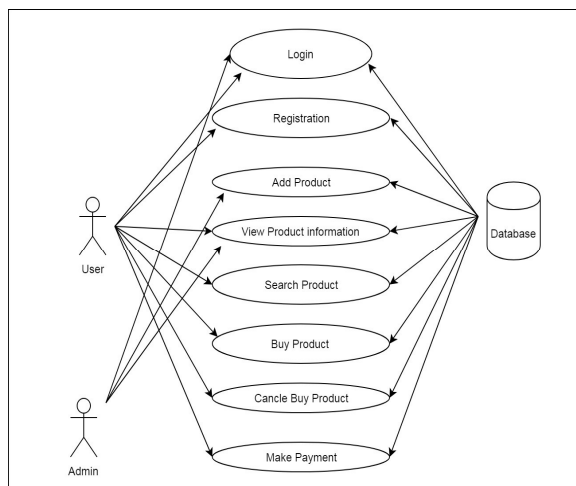 Login
Registration
Add Product
View Product information
Search Product
Buy Product
Cancle Buy Product
Make Payment
User
Admin
Database